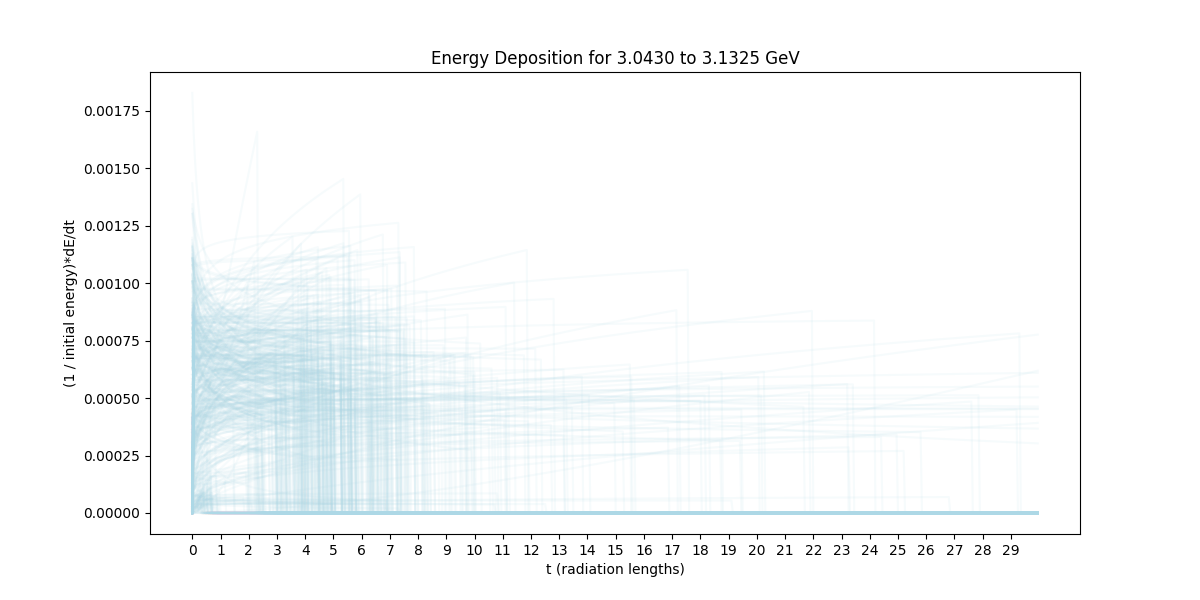 Energy Deposition for 3.0430 to 3.1325 GeV
(1 / initial energy)*dE/dt
0.00175
0.00150
0.00125
0.00100
0.00075
0.00050
0.00025
0.00000
0 1 2 3 4 5 6 7 8 9 10 11 12 13 14 15 16 17 18 19 20 21 22 23 24 25 26 27 28 29
t (radiation lengths)